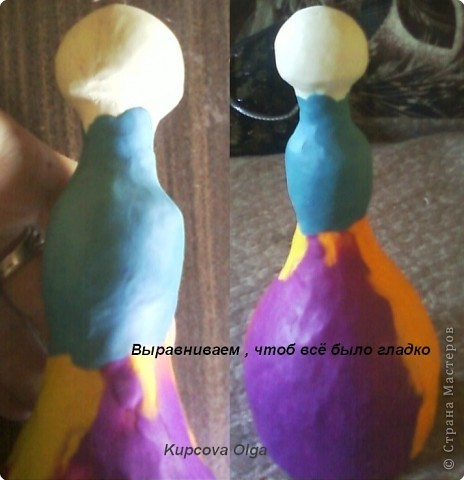 Выравниваем , чтоб всё было гладко
Kupcova Olga
© Страна Мастеров